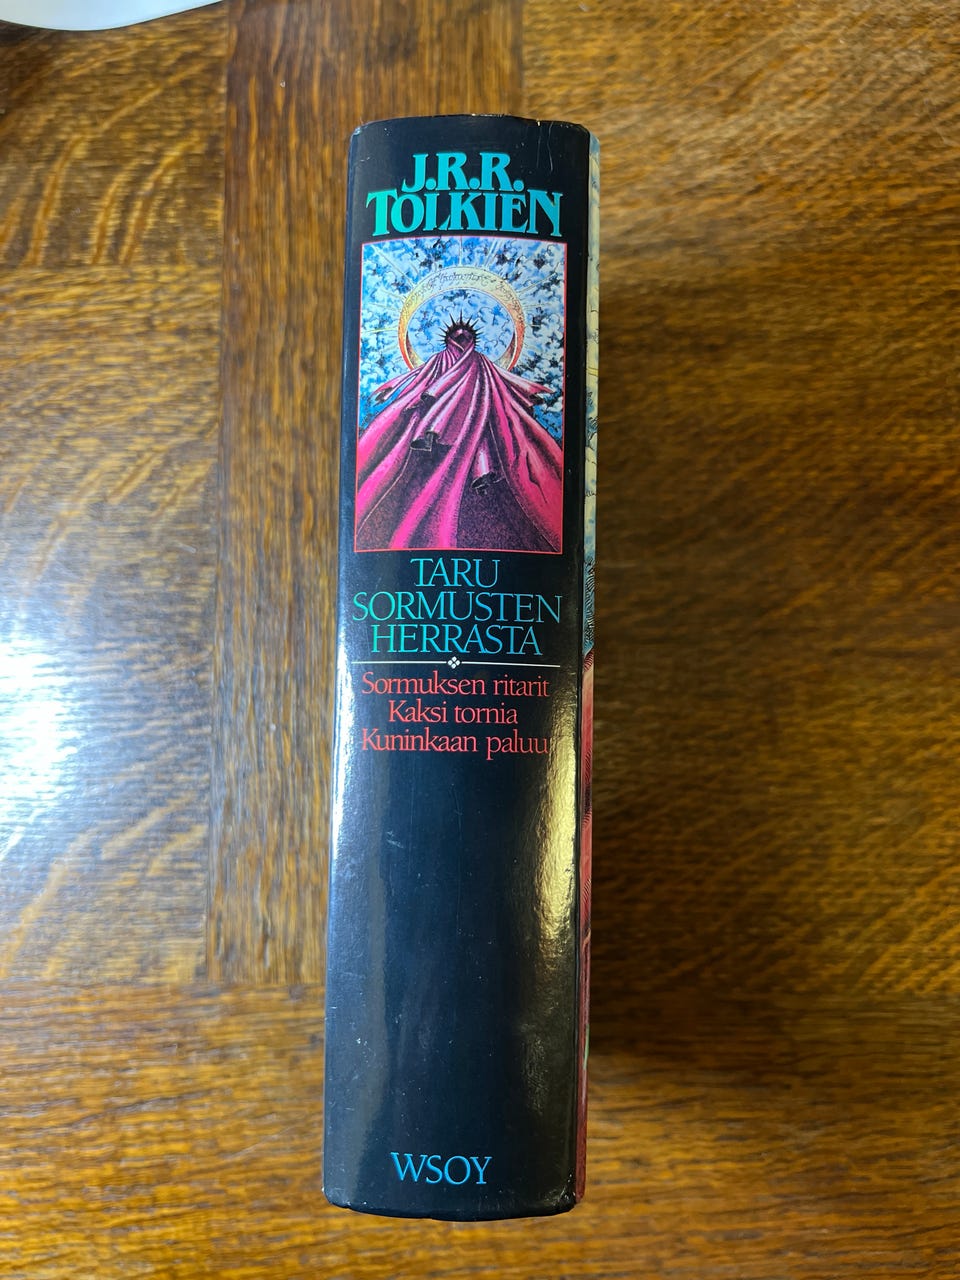 J.R.R.
TOLKIEN
TARU
SORMUSTEN
HERRASTA
Sormuksen ritarit
Kaksi tornia
Kuninkaan paluu
WSOY